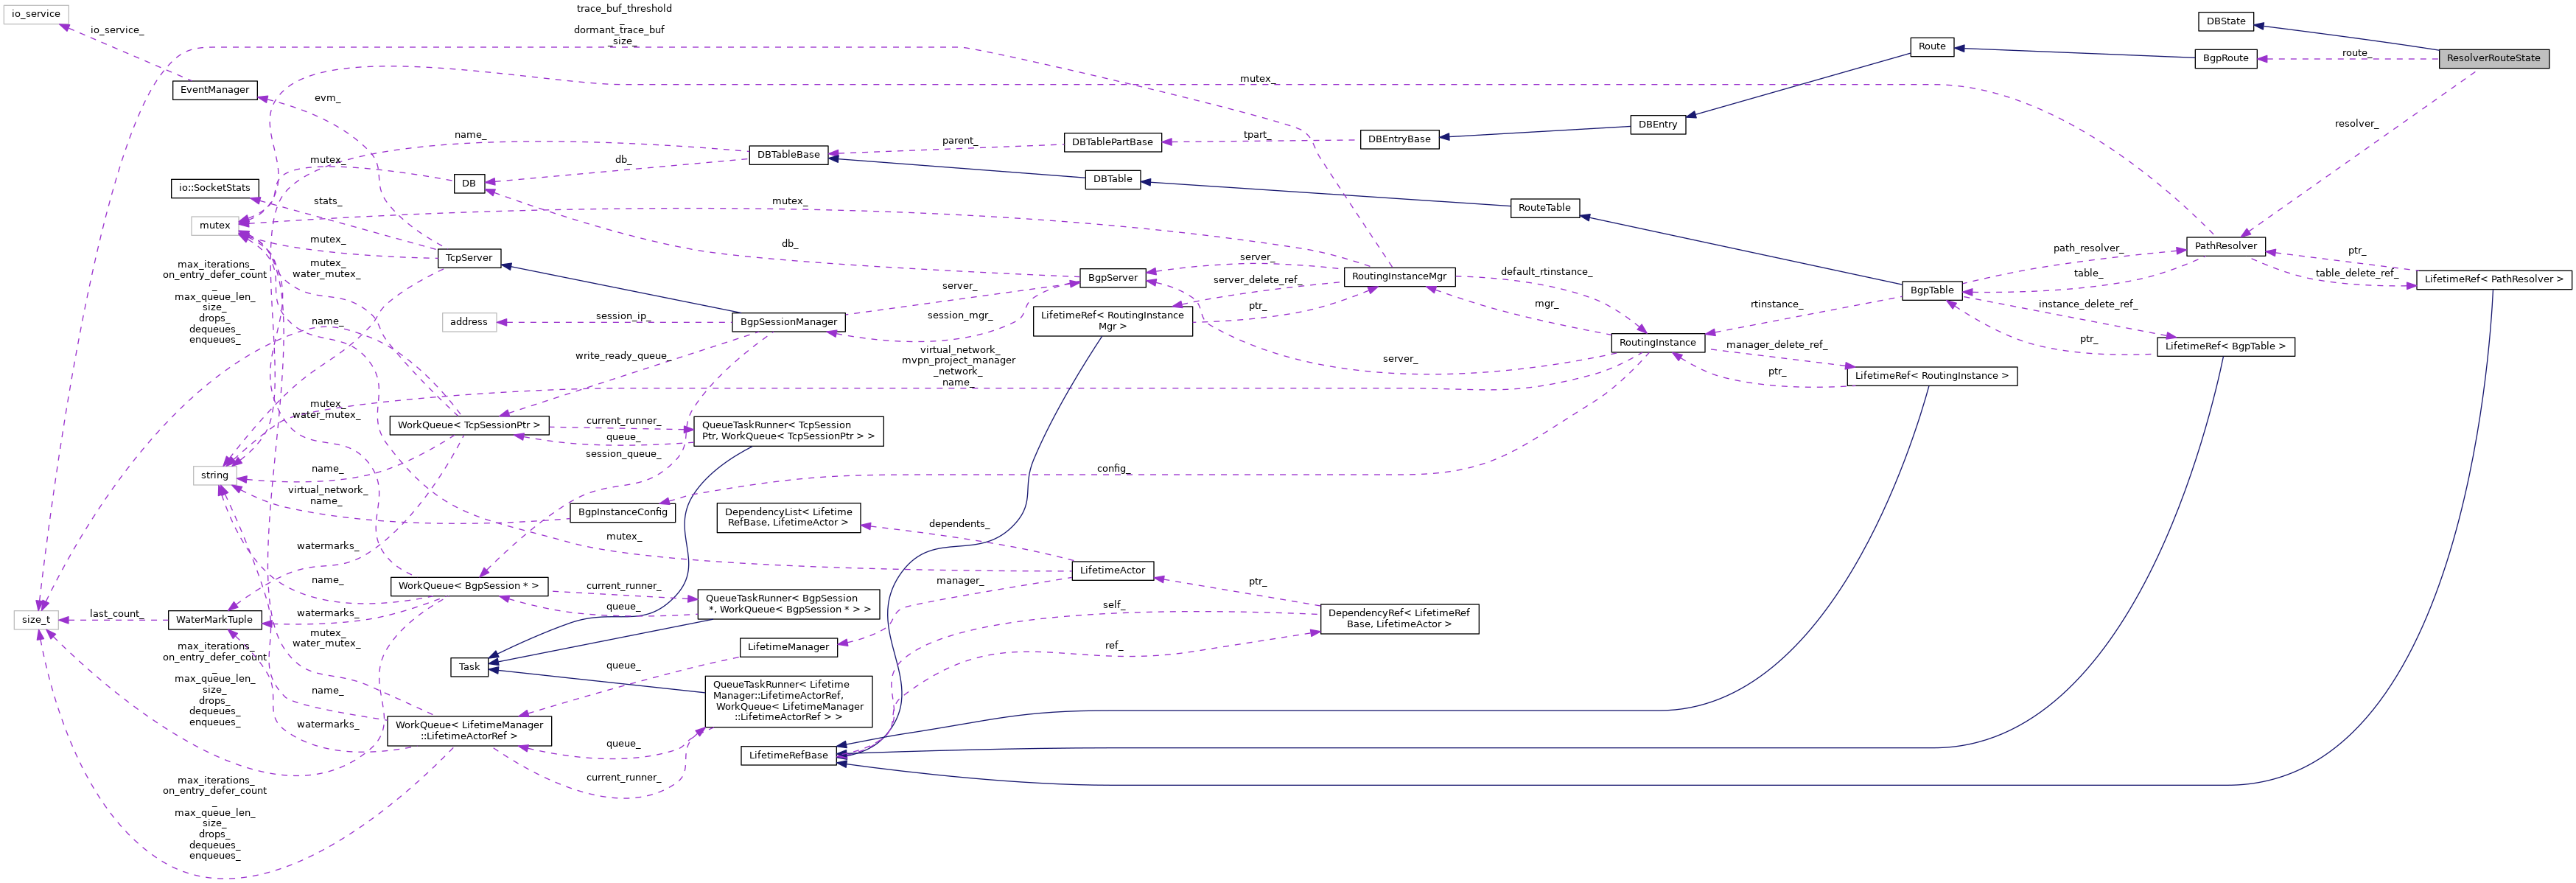 io_service
trace_buf_threshold
_
dormant_trace_buf
_size_
io_service_
DBState
Route
route_
ResolverRouteState
BgpRoute
EventManager
mutex_
evm_
resolver_
DBEntry
name_
tpart_
DBEntryBase
parent_
DBTablePartBase
DBTableBase
mutex_
db_
io::SocketStats
DB
DBTable
stats_
mutex_
RouteTable
mutex
mutex_
db_
PathResolver
path_resolver_
ptr_
TcpServer
server_
max_iterations_
on_entry_defer_count
_
max_queue_len_
size_
drops_
dequeues_
enqueues_
mutex_
water_mutex_
default_rtinstance_
table_
table_delete_ref_
LifetimeRef< PathResolver >
BgpServer
RoutingInstanceMgr
server_delete_ref_
server_
BgpTable
rtinstance_
instance_delete_ref_
mgr_
ptr_
LifetimeRef< RoutingInstance
Mgr >
session_mgr_
session_ip_
address
BgpSessionManager
name_
RoutingInstance
manager_delete_ref_
ptr_
LifetimeRef< BgpTable >
write_ready_queue_
virtual_network_
mvpn_project_manager
_network_
name_
server_
ptr_
LifetimeRef< RoutingInstance >
mutex_
water_mutex_
WorkQueue< TcpSessionPtr >
current_runner_
queue_
QueueTaskRunner< TcpSession
Ptr, WorkQueue< TcpSessionPtr > >
session_queue_
string
name_
config_
virtual_network_
name_
BgpInstanceConfig
DependencyList< Lifetime
RefBase, LifetimeActor >
dependents_
watermarks_
mutex_
LifetimeActor
manager_
ptr_
name_
WorkQueue< BgpSession * >
current_runner_
queue_
QueueTaskRunner< BgpSession
*, WorkQueue< BgpSession * > >
self_
DependencyRef< LifetimeRef
Base, LifetimeActor >
size_t
last_count_
WaterMarkTuple
watermarks_
mutex_
water_mutex_
LifetimeManager
ref_
max_iterations_
on_entry_defer_count
_
max_queue_len_
size_
drops_
dequeues_
enqueues_
Task
queue_
name_
watermarks_
QueueTaskRunner< Lifetime
Manager::LifetimeActorRef,
WorkQueue< LifetimeManager
::LifetimeActorRef > >
WorkQueue< LifetimeManager
::LifetimeActorRef >
queue_
LifetimeRefBase
current_runner_
max_iterations_
on_entry_defer_count
_
max_queue_len_
size_
drops_
dequeues_
enqueues_